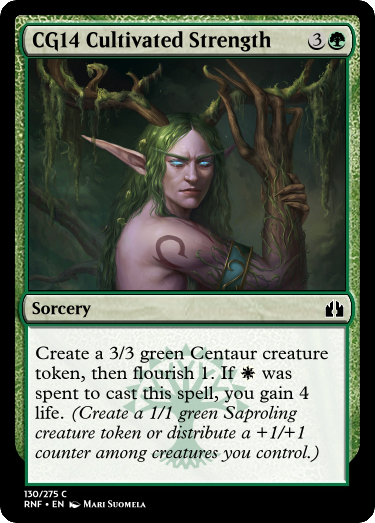 CG14 Cultivated Strength 3
Sorcery
Create a 3/3 green Centaur creature
token, then flourish 1. If was
spent to cast this spell, you gain 4
life. (Create a 1/1 green Saproling
creature token or distribute a +1/+1
counter among creatures you control.)
130/275 C
RNF • EN Mari Suomela